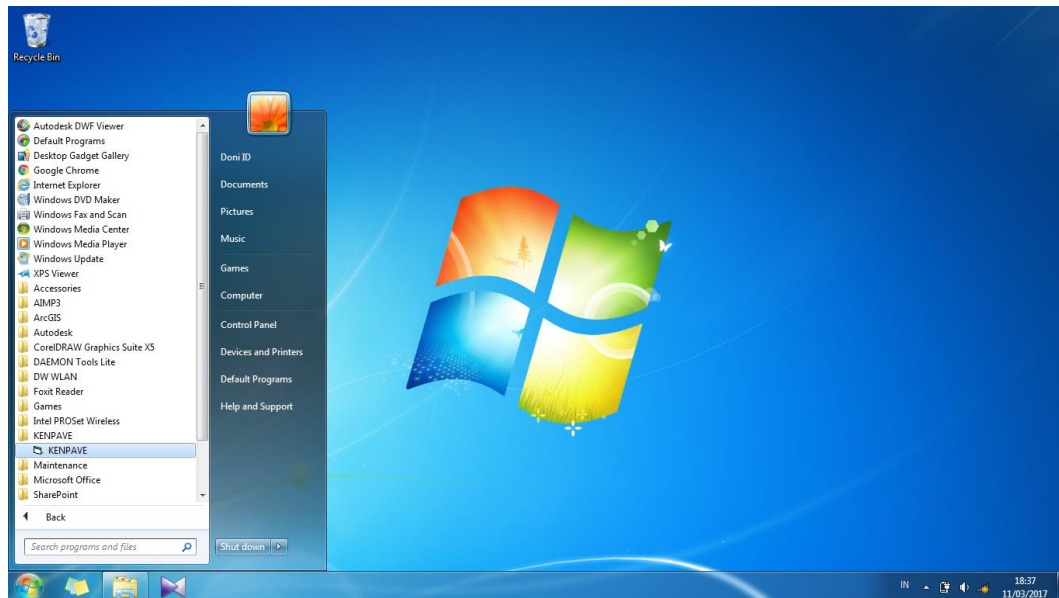 Recycle Bin
Autodesk DWF Viewer
Default Programs
Desktop Gadget Gallery
Google Chrome
Internet Explorer
Windows DVD Maker
Windows Fax and Scan
Windows Media Center
Windows Media Player
Windows Update
XPS Viewer
Accessories
AIMP3
ArcGIS
Autodesk
CorelDRAW Graphics Suite X5
DAEMON Tools Lite
DW WLAN
Foxit Reader
Games
Intel PROSet Wireless
KENPAVE
KENPAVE
Maintenance
Microsoft Office
SharePoint
Back
Search programs and files
Doni ID
Documents
Pictures
Music
Games
Computer
Control Panel
Devices and Printers
Default Programs
Help and Support
Shut down
IN
18:37
11/03/2017